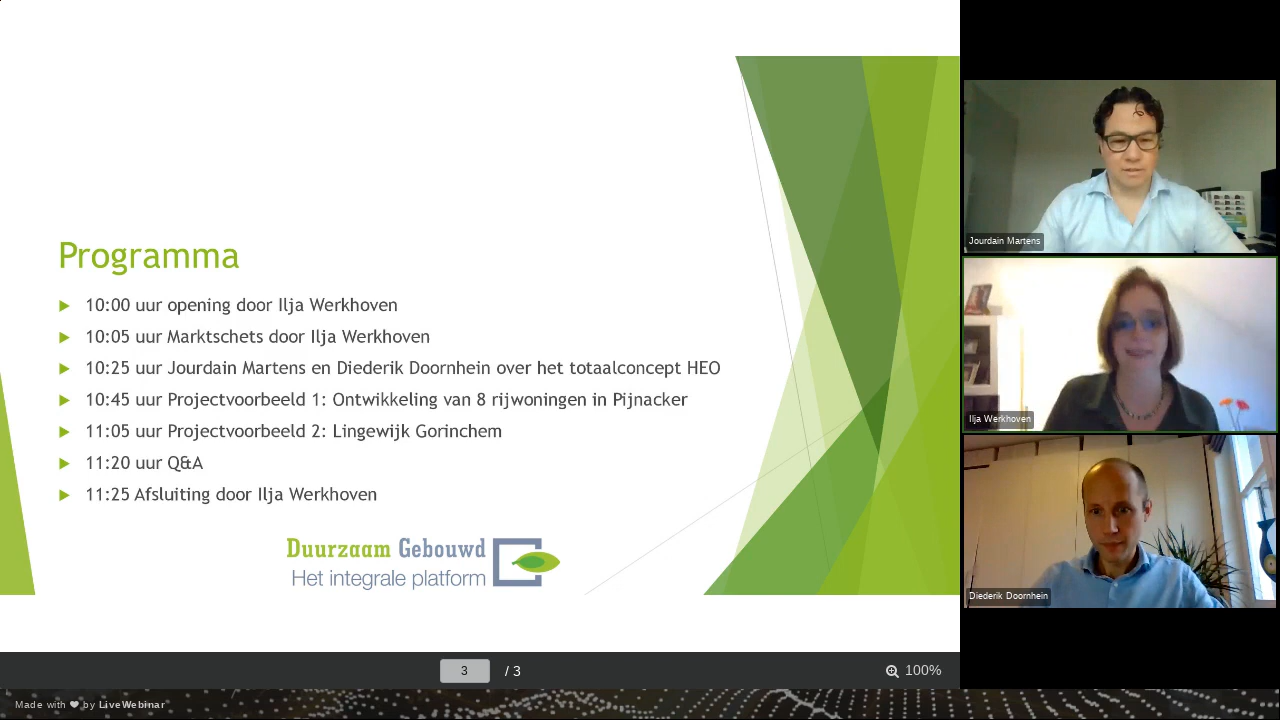 Programma
10:00 uur opening door Ilja Werkhoven
10:05 uur Marktschets door Ilja Werkhoven
10:25 uur Jourdain Martens en Diederik Doornhein over het totaalconcept HEO
10:45 uur Projectvoorbeeld 1: Ontwikkeling van 8 rijwoningen in Pijnacker
11:05 uur Projectvoorbeeld 2: Lingewijk Gorinchem
11:20 uur Q&A
11:25 Afsluiting door Ilja Werkhoven
Duurzaam Gebouwd
Het integrale platform
3 / 3
100%
Made with ❤ by LiveWebinar
Jourdain Martens
Ilja Werkhoven
Diederik Doornhein